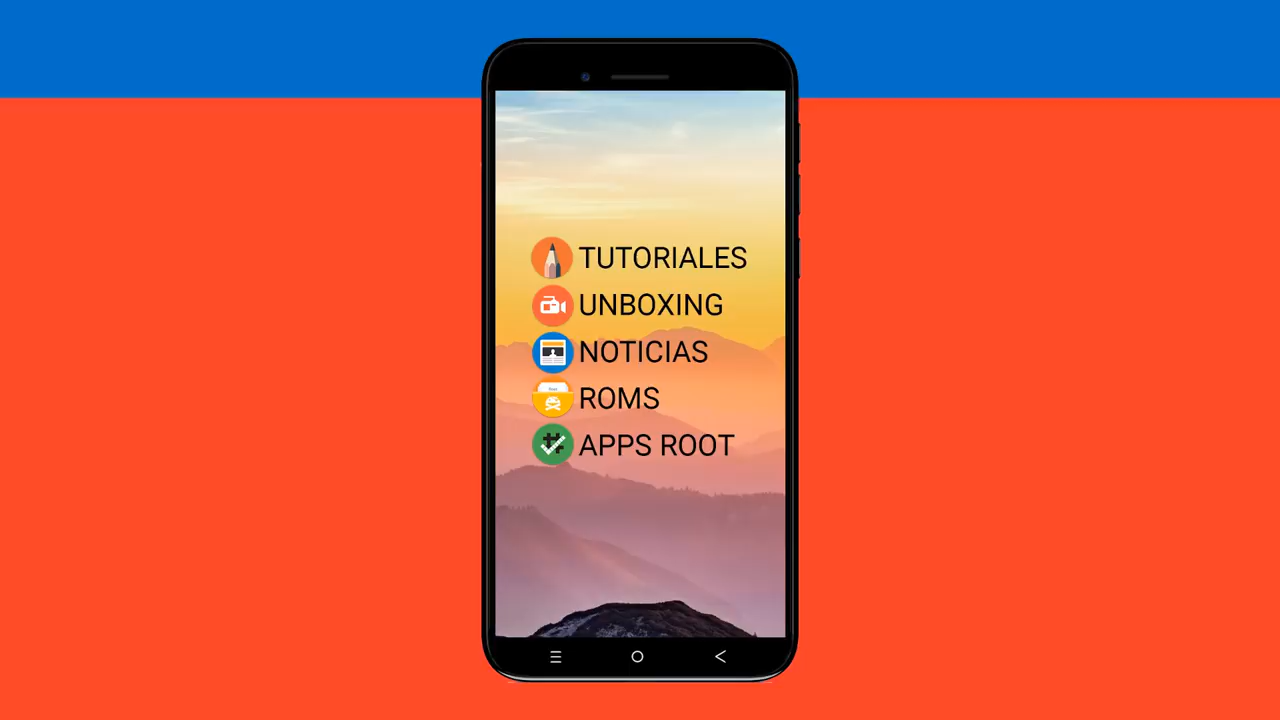 TUTORIALES
UNBOXING
NOTICIAS
ROMS
APPS ROOT